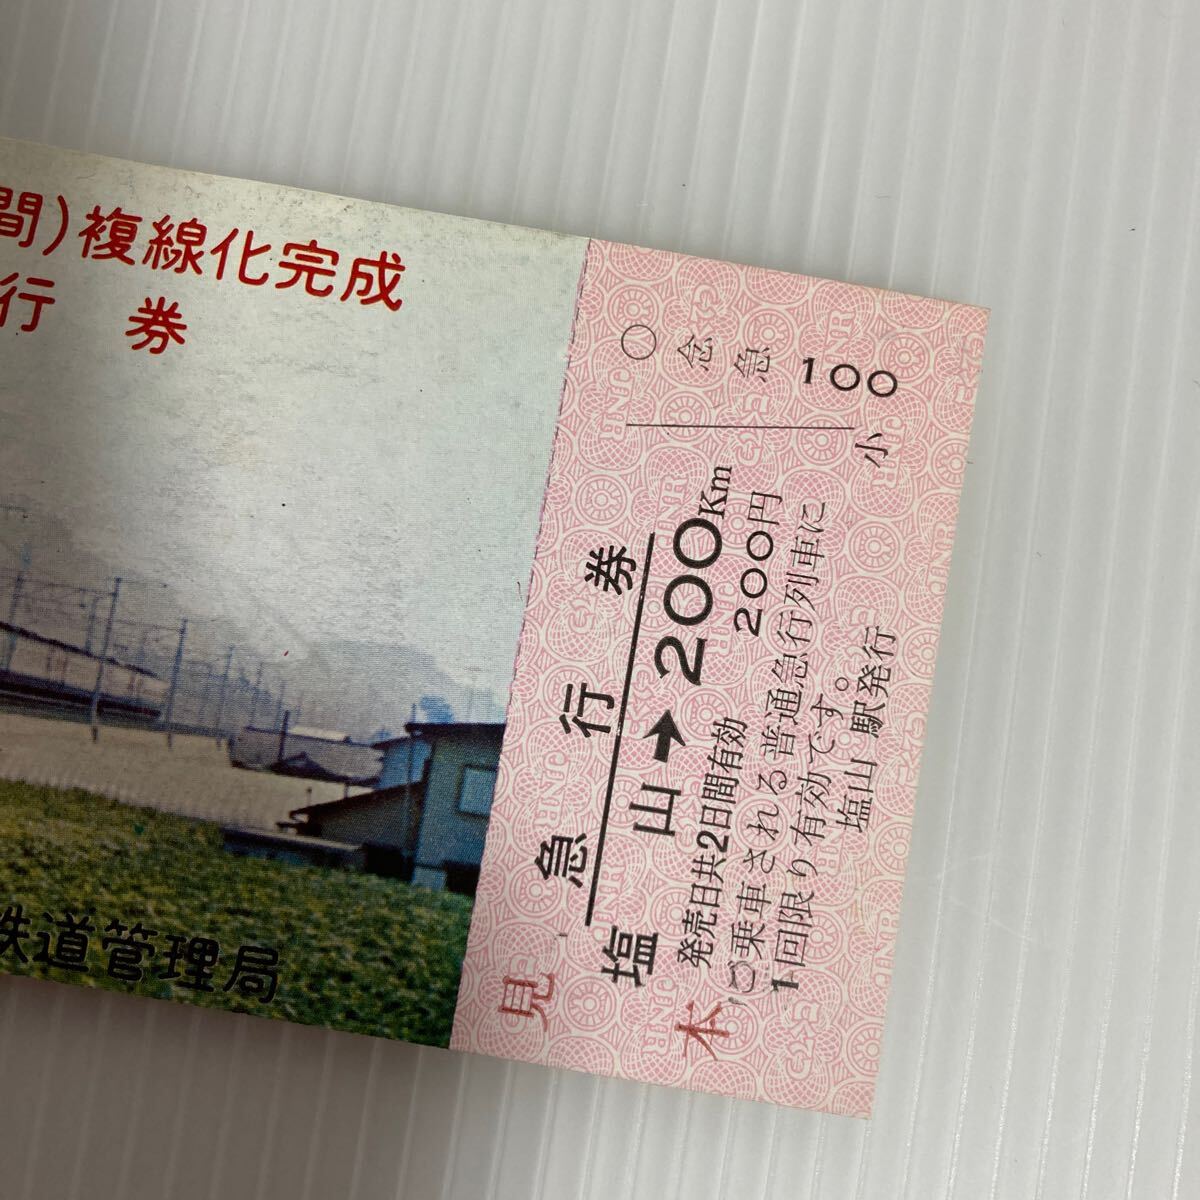 間)複線化完成
行 券
鉄道管理局
急行券
塩山➡200Km
発売日共2日間有効 200円
ご乗車される普通急行列車に
1回限り有効です。
塩山駅発行
見本
急 100
小